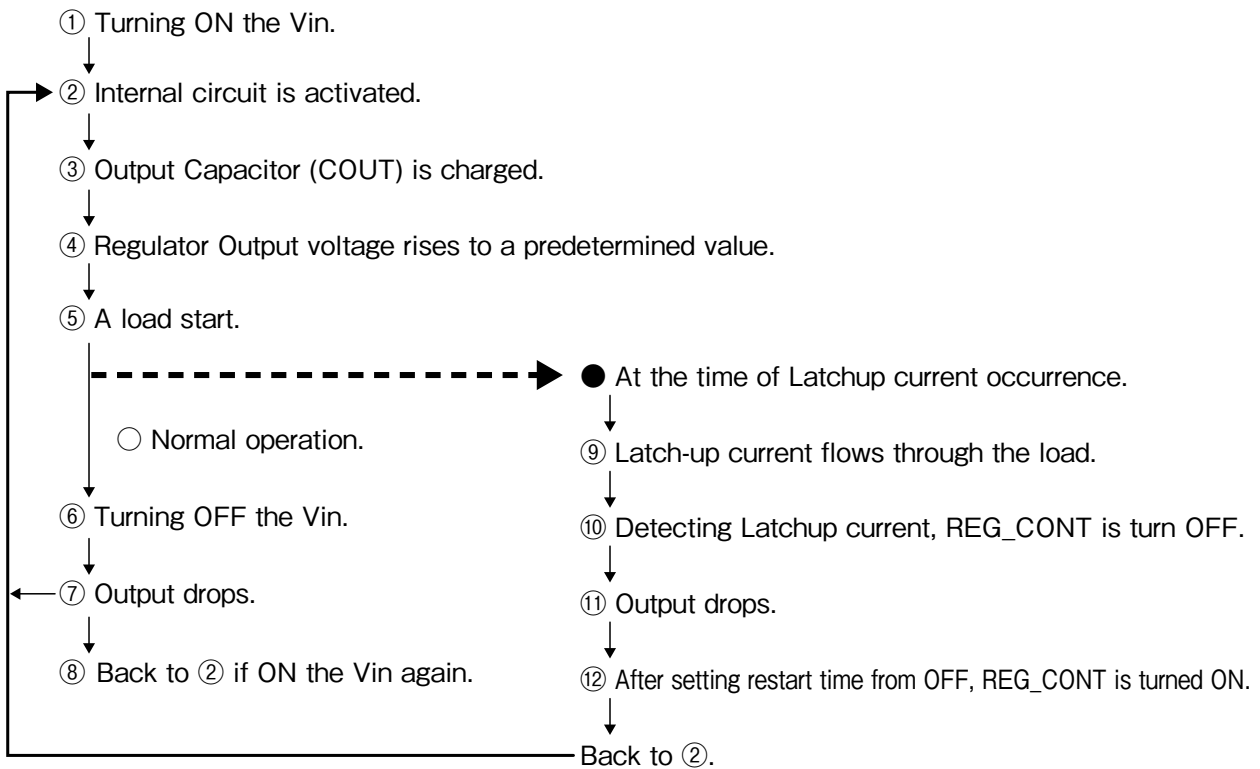 ① Turning ON the Vin.
② Internal circuit is activated.
③ Output Capacitor (COUT) is charged.
④ Regulator Output voltage rises to a predetermined value.
⑤ A load start.
○ Normal operation.
⑥ Turning OFF the Vin.
⑦ Output drops.
⑧ Back to ② if ON the Vin again.
● At the time of Latchup current occurrence.
⑨ Latch-up current flows through the load.
⑩ Detecting Latchup current, REG_CONT is turn OFF.
⑪ Output drops.
⑫ After setting restart time from OFF, REG_CONT is turned ON.
Back to ②.